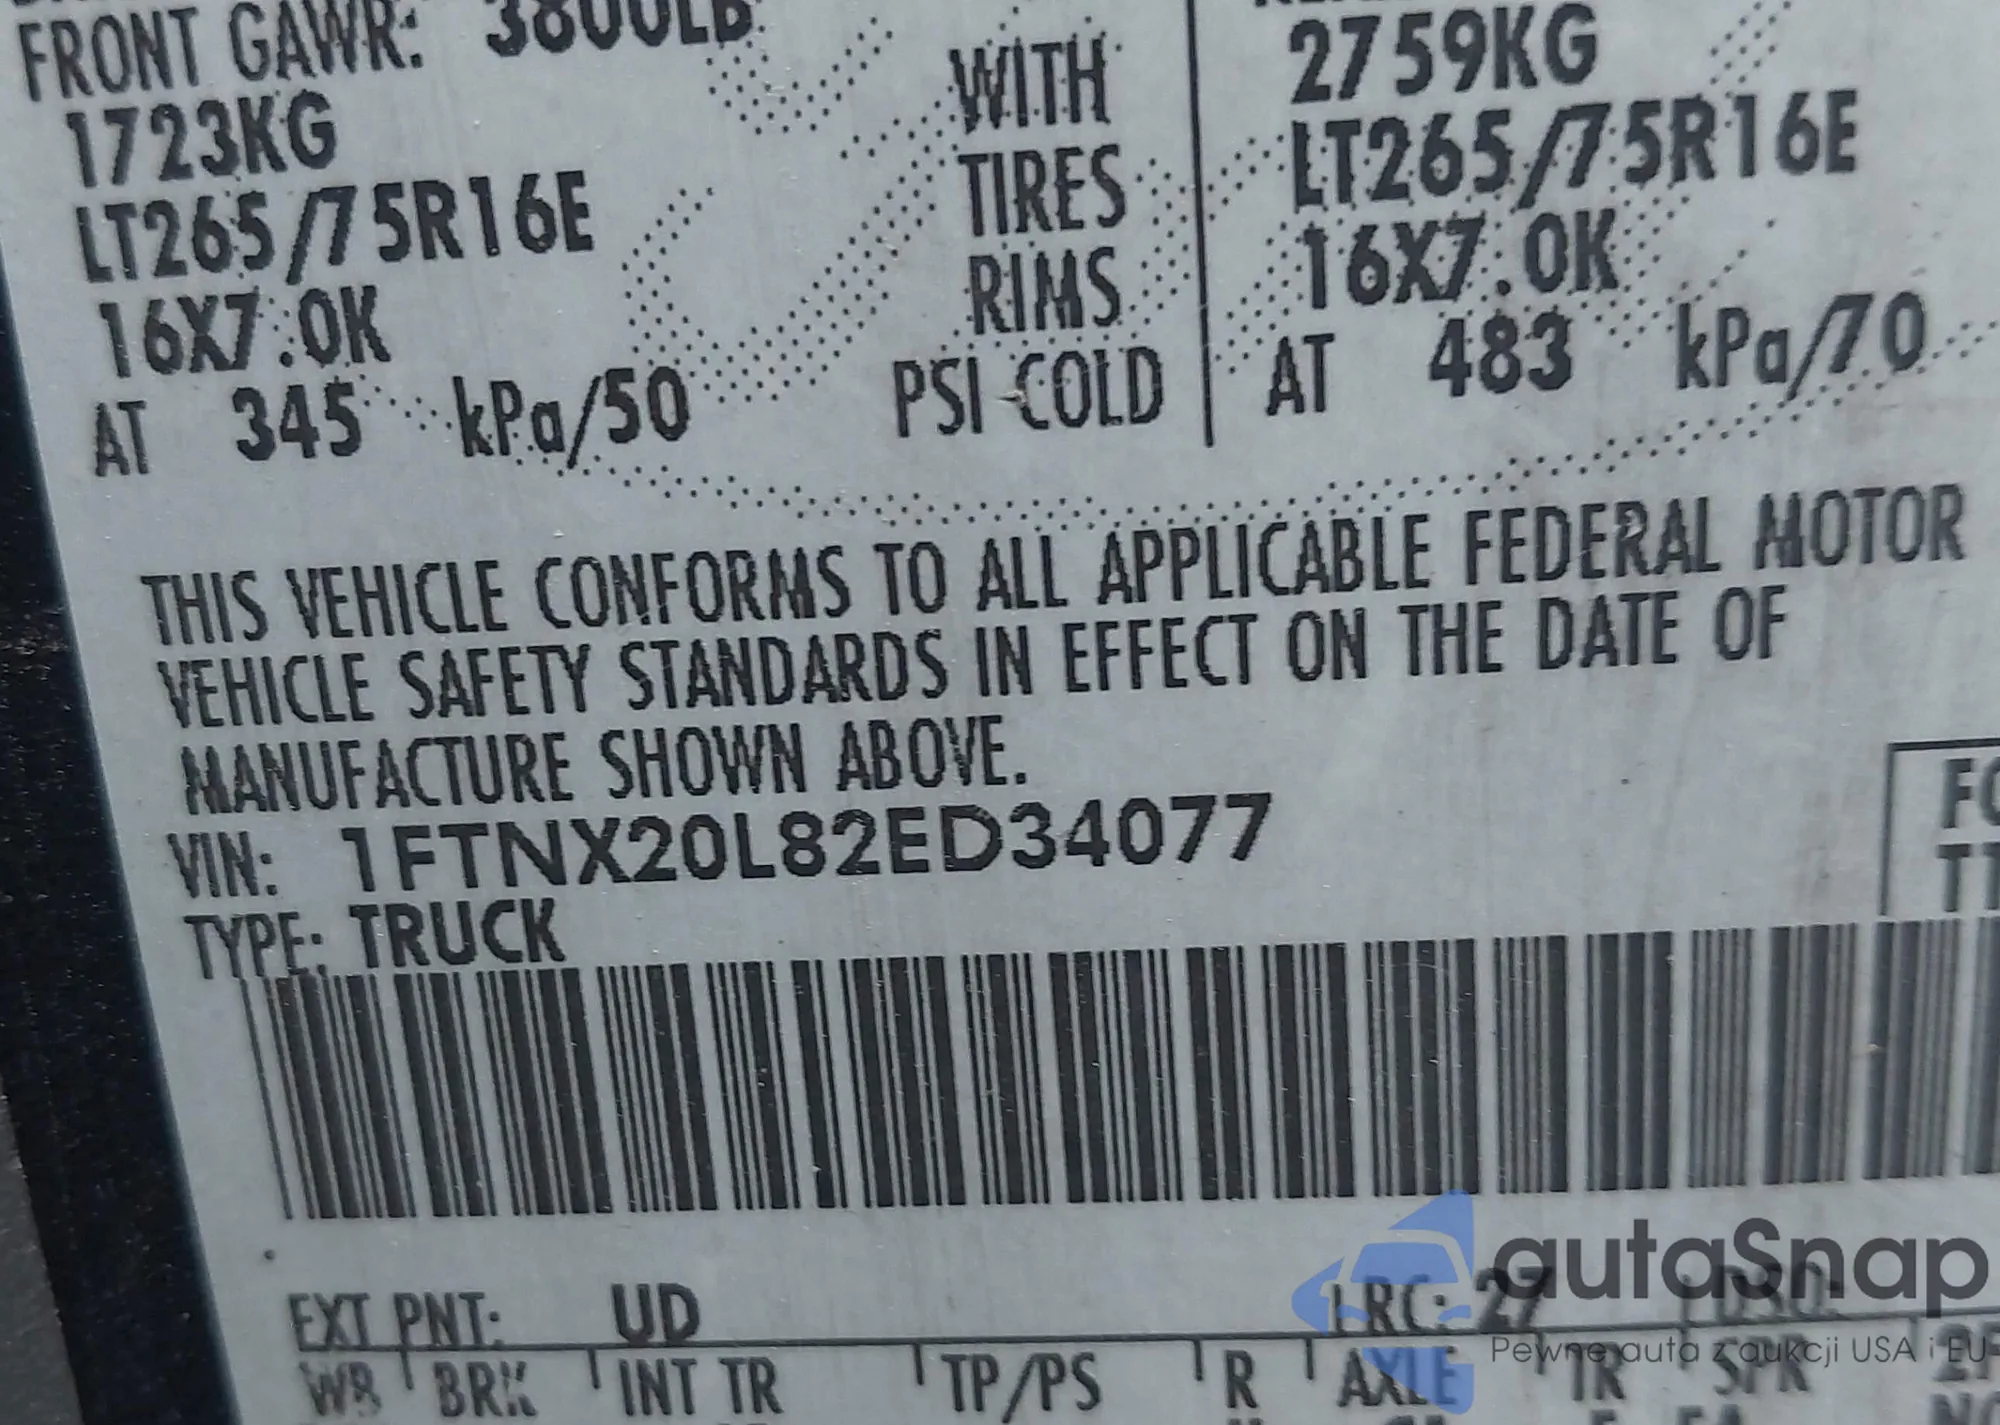 FRONT GAWR: 3800LB
1723KG WITH 2759KG
LT265/75R16E TIRES LT265/75R16E
16X7.0K RIMS 16X7.0K
AT 345 kPa/50 PSI COLD AT 483 kPa/70
THIS VEHICLE CONFORMS TO ALL APPLICABLE FEDERAL MOTOR
VEHICLE SAFETY STANDARDS IN EFFECT ON THE DATE OF
MANUFACTURE SHOWN ABOVE.
VIN: 1FTNX20L82ED34077
TYPE: TRUCK
EXT PNT: UD RC: 27 DSO:
WB BRK INT TR TP/PS R AXLE TR SPR
autaSnap
Pewne auta z aukcji USA i EU